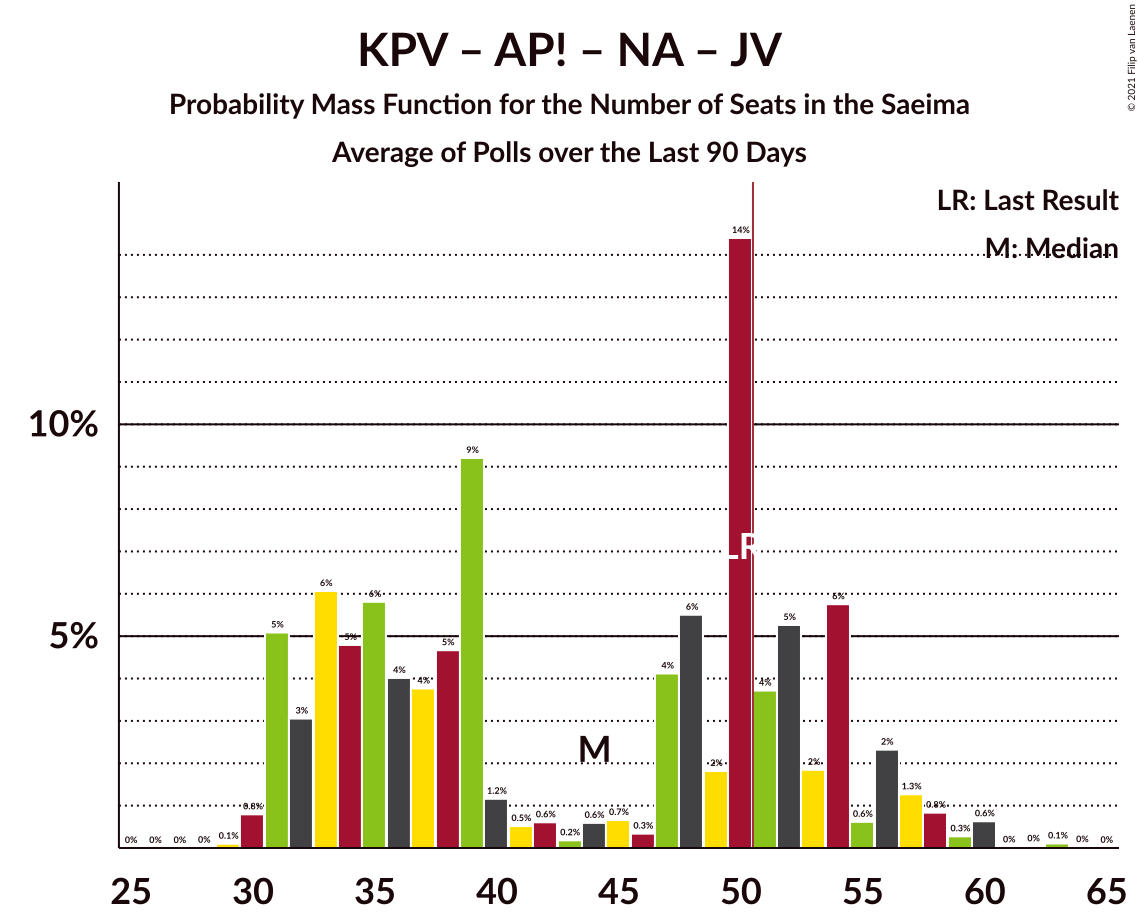 KPV – AP! – NA – JV
Probability Mass Function for the Number of Seats in the Saeima
Average of Polls over the Last 90 Days
© 2021 Filip van Laenen
LR: Last Result
M: Median
10%
5%
0% 0% 0% 0% 0.1% 0.8% 5% 3% 6% 5% 6% 4% 4% 5% 9% 1.2% 0.5% 0.6% 0.2% 0.6% 0.7% 0.3% 4% 6% 2% 14% 4% 5% 2% 6% 0.6% 2% 1.3% 0.8% 0.3% 0.6% 0% 0% 0.1% 0% 0%
LR
M
25 30 35 40 45 50 55 60 65